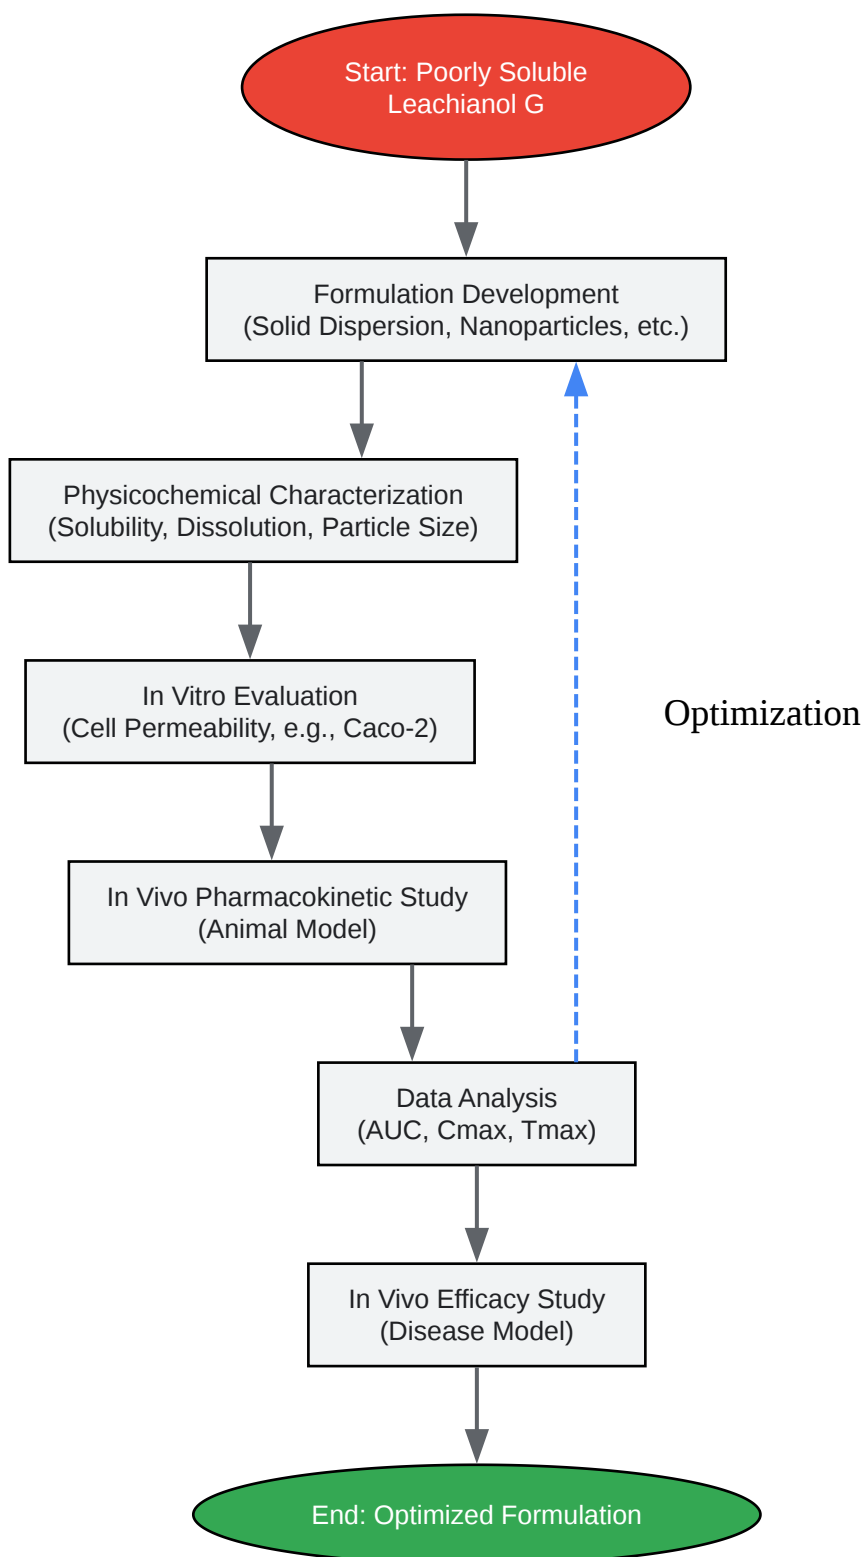 Start: Poorly Soluble
Leachianol G
Formulation Development
(Solid Dispersion, Nanoparticles, etc.)
Physicochemical Characterization
(Solubility, Dissolution, Particle Size)
In Vitro Evaluation
(Cell Permeability, e.g., Caco-2)
Optimization
In Vivo Pharmacokinetic Study
(Animal Model)
Data Analysis
(AUC, Cmax, Tmax)
In Vivo Efficacy Study
(Disease Model)
End: Optimized Formulation